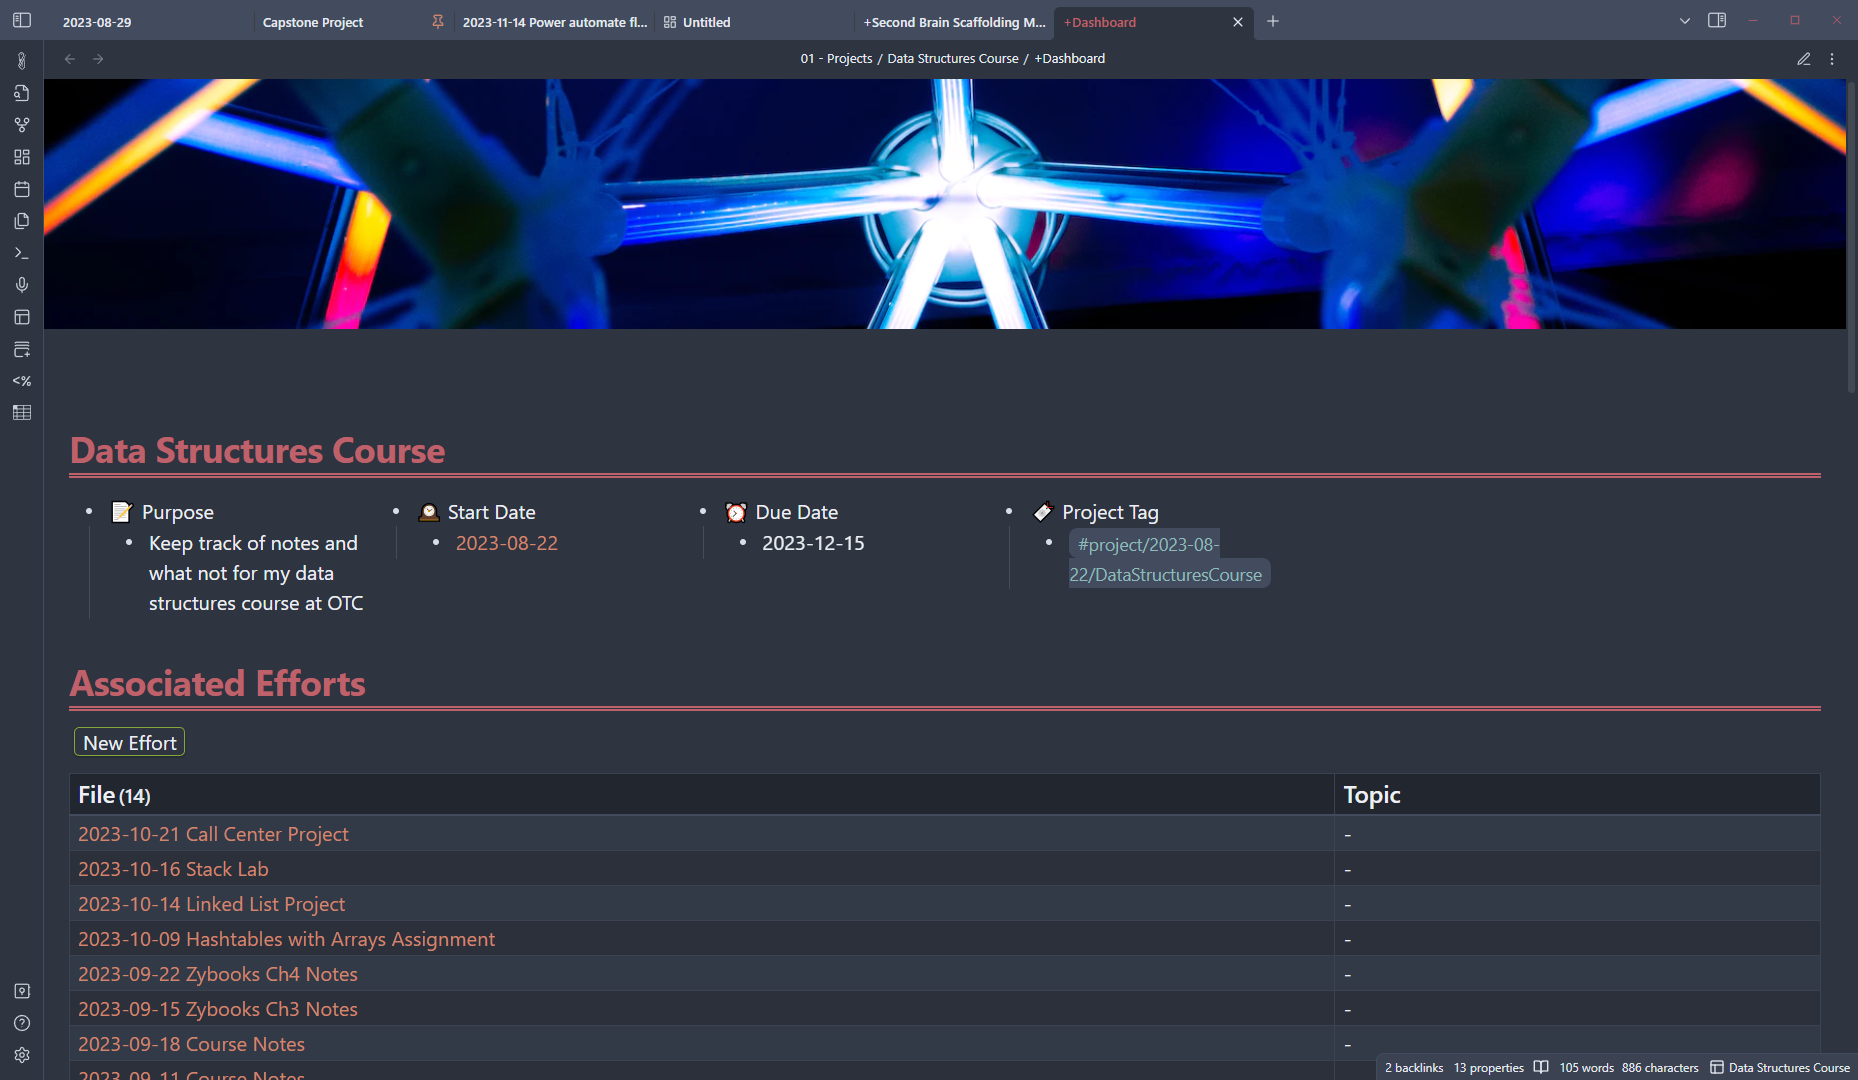 2023-08-29
Capstone Project
2023-11-14 Power automate fl...
Untitled
+Second Brain Scaffolding M...
+Dashboard
01 - Projects / Data Structures Course / +Dashboard
<%
Data Structures Course
Purpose
Keep track of notes and
what not for my data
structures course at OTC
Start Date
2023-08-22
Due Date
2023-12-15
Project Tag
#project/2023-08-
22/DataStructuresCourse
Associated Efforts
New Effort
File (14) Topic
2023-10-21 Call Center Project -
2023-10-16 Stack Lab -
2023-10-14 Linked List Project -
2023-10-09 Hashtables with Arrays Assignment -
2023-09-22 Zybooks Ch4 Notes -
2023-09-15 Zybooks Ch3 Notes -
2023-09-18 Course Notes -
2023-09-11 Course Notes
2 backlinks 13 properties 105 words 886 characters Data Structures Course